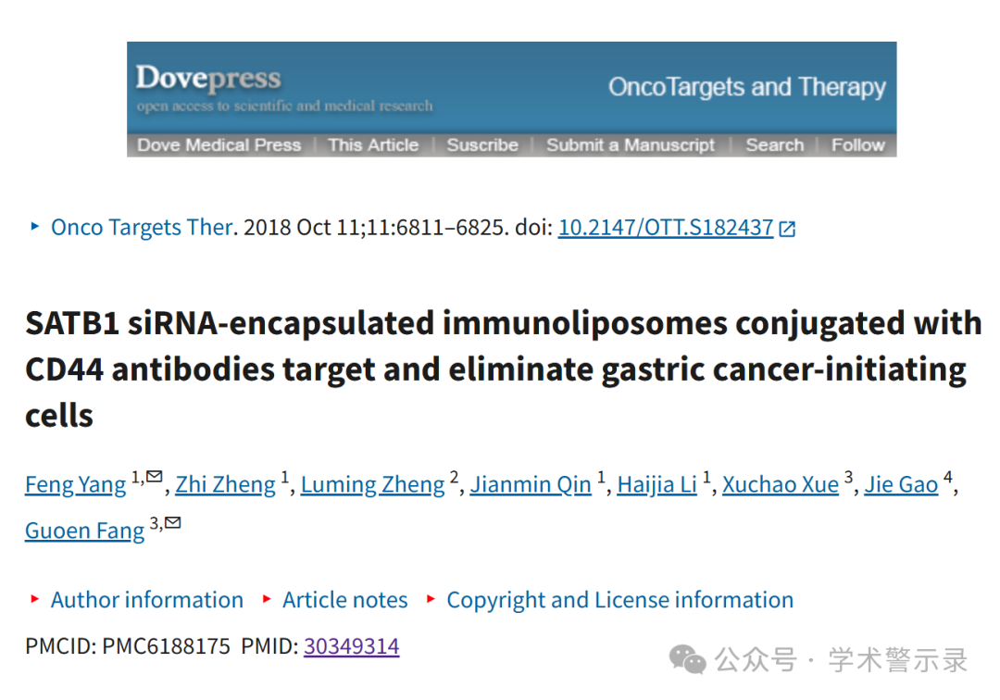 Dovepress
open access to scientific and medical research
OncoTargets and Therapy
Dove Medical Press | This Article | Suscribe | Submit a Manuscript | Search | Follow
Onco Targets Ther. 2018 Oct 11;11:6811–6825. doi: 10.2147/OTT.S182437
SATB1 siRNA-encapsulated immunoliposomes conjugated with
CD44 antibodies target and eliminate gastric cancer-initiating
cells
Feng Yang 1,✉, Zhi Zheng 1, Luming Zheng 2, Jianmin Qin 1, Haijia Li 1, Xuchao Xue 3, Jie Gao 4,
Guoen Fang 3,✉
Author information Article notes Copyright and License information
PMCID: PMC6188175 PMID: 30349314
公众号 · 学术警示录